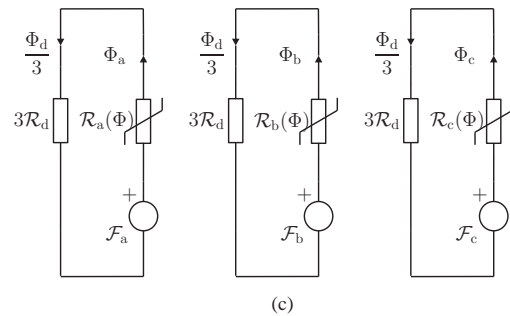 Φd/3 Φa Φd/3 Φb Φd/3 Φc
3ℛd ℛa(Φ) 3ℛd ℛb(Φ) 3ℛd ℛc(Φ)
+ + +
ℱa ℱb ℱc
(c)